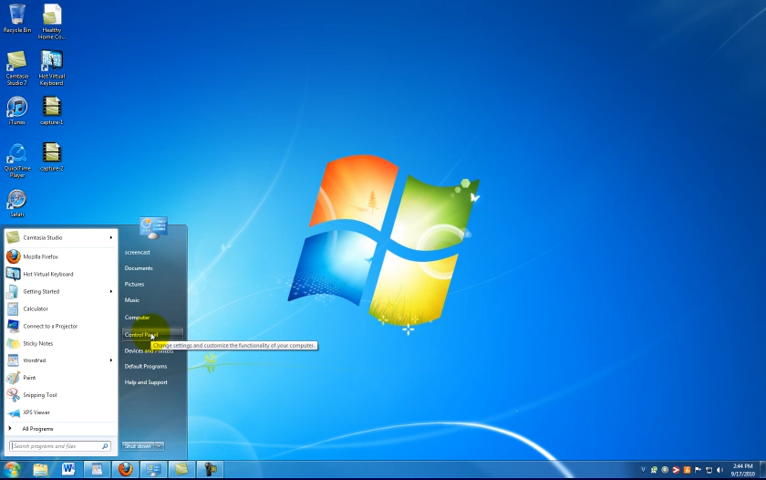 Recycle Bin
Healthy
Home Co...
Camtasia
Studio 7
Hot Virtual
Keyboard
iTunes
capture-1
QuickTime
Player
capture-2
Safari
Camtasia Studio
Mozilla Firefox
Hot Virtual Keyboard
Getting Started
Calculator
Connect to a Projector
Sticky Notes
WordPad
Paint
Snipping Tool
XPS Viewer
All Programs
Search programs and files
screencast
Documents
Pictures
Music
Computer
Control Panel
Change settings and customize the functionality of your computer.
Devices and Printers
Default Programs
Help and Support
Shut down
2:44 PM
9/17/2010